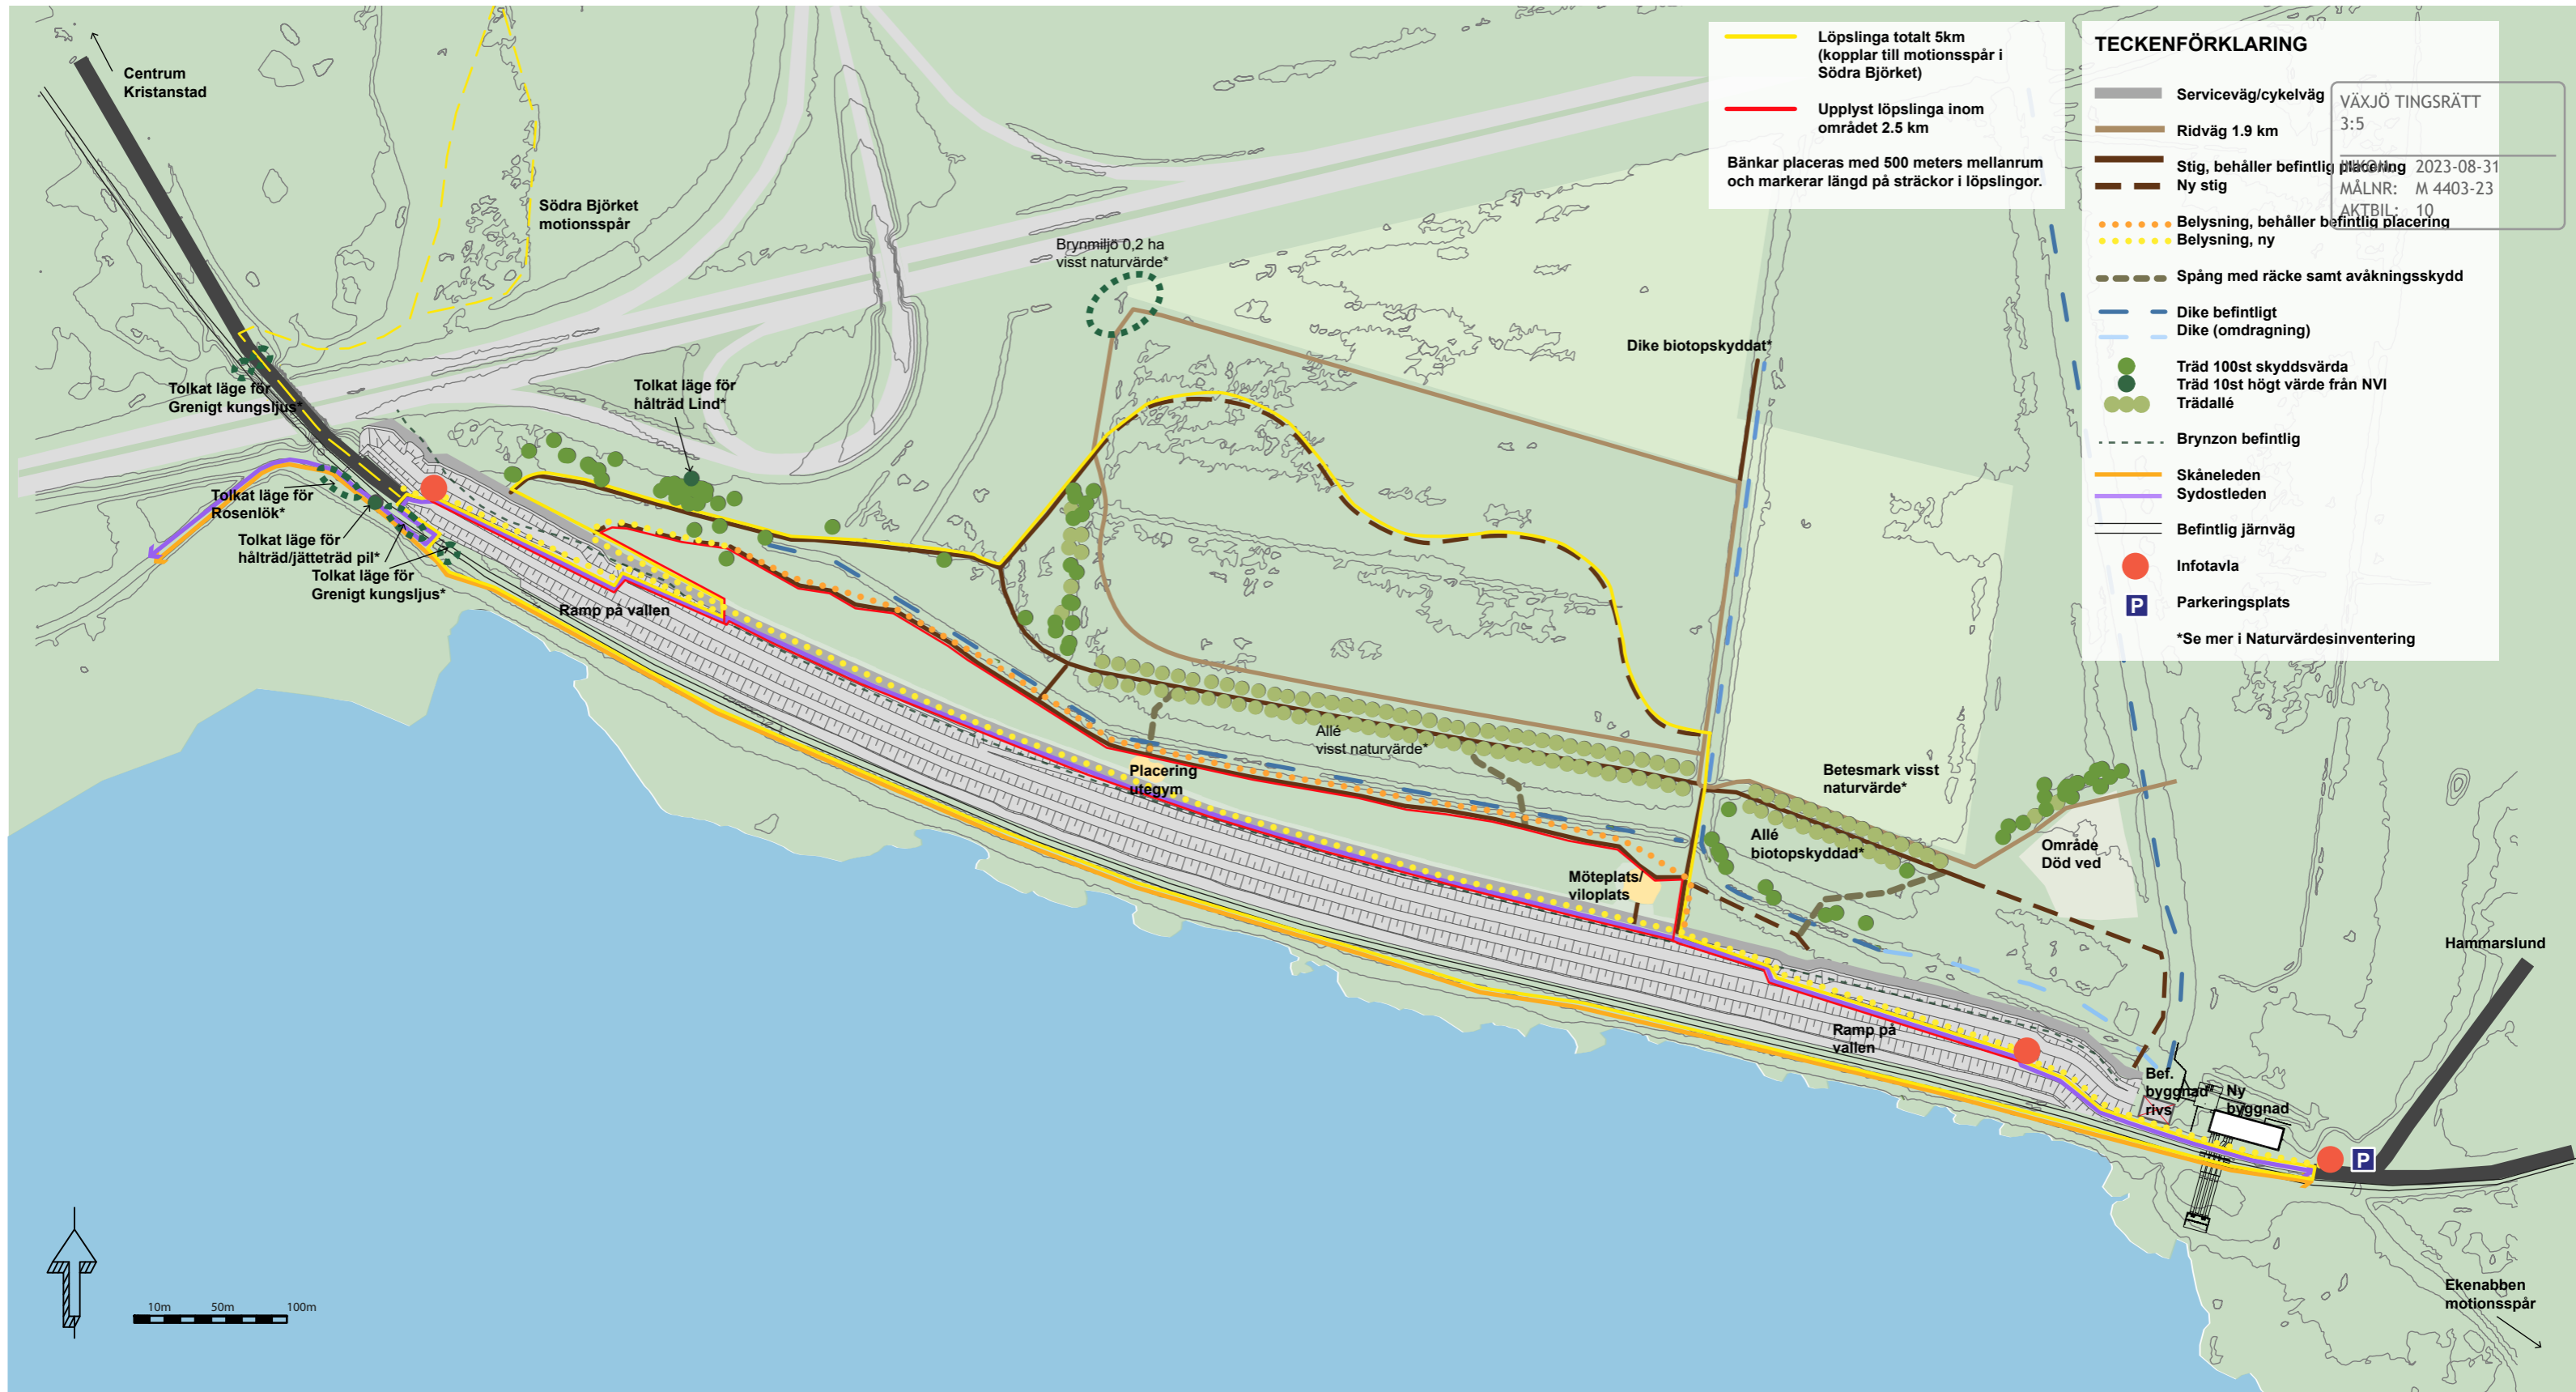 Centrum
Kristanstad
Södra Björket
motionsspår
Tolkat läge för
Grenigt kungsljus*
Tolkat läge för
hålträd Lind*
Tolkat läge för
Rosenlök*
Tolkat läge för
hålträd/jätteträd pil*
Tolkat läge för
Grenigt kungsljus*
Ramp på vallen
Brynmiljö 0,2 ha
visst naturvärde*
Dike biotopskyddat*
Allé
visst naturvärde*
Placering
utegym
Betesmark visst
naturvärde*
Allé
biotopskyddad*
Möteplats/
viloplats
Område
Död ved
Ramp på
vallen
Hammarslund
Bef.
byggnad
rivs
Ny
byggnad
P
Ekenabben
motionsspår
10m 50m 100m
Löpslinga totalt 5km
(kopplar till motionsspår i
Södra Björket)
Upplyst löpslinga inom
området 2.5 km
Bänkar placeras med 500 meters mellanrum
och markerar längd på sträckor i löpslingor.
TECKENFÖRKLARING
Serviceväg/cykelväg
Ridväg 1.9 km
Stig, behåller befintlig placering
Ny stig
Belysning, behåller befintlig placering
Belysning, ny
Spång med räcke samt avåkningsskydd
Dike befintligt
Dike (omdragning)
Träd 100st skyddsvärda
Träd 10st högt värde från NVI
Trädallé
Brynzon befintlig
Skåneleden
Sydostleden
Befintlig järnväg
Infotavla
P Parkeringsplats
*Se mer i Naturvärdesinventering
VÄXJÖ TINGSRÄTT
3:5
INKOM: 2023-08-31
MÅLNR: M 4403-23
AKTBIL: 10